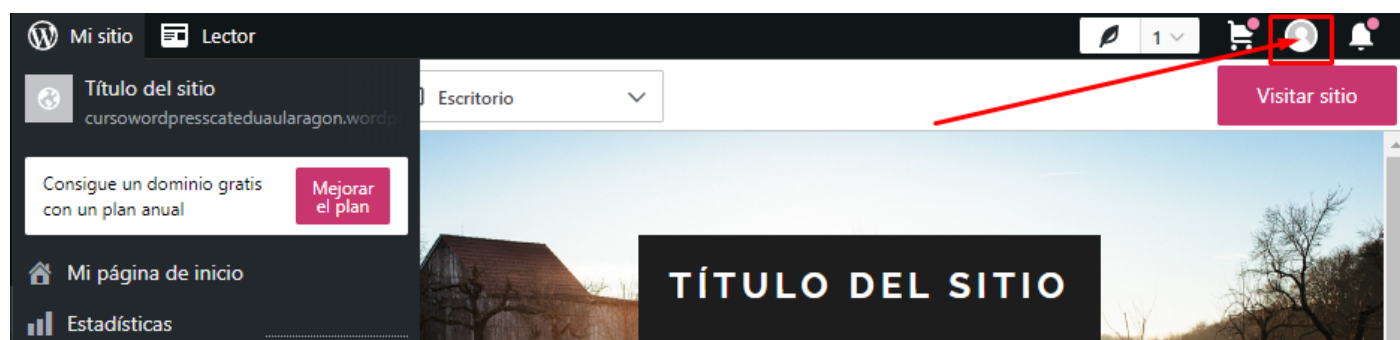 Mi sitio
Lector
1
Título del sitio
cursowordpresscateduaularagon.wordp
Escritorio
Visitar sitio
Consigue un dominio gratis
con un plan anual
Mejorar
el plan
Mi página de inicio
TÍTULO DEL SITIO
Estadísticas